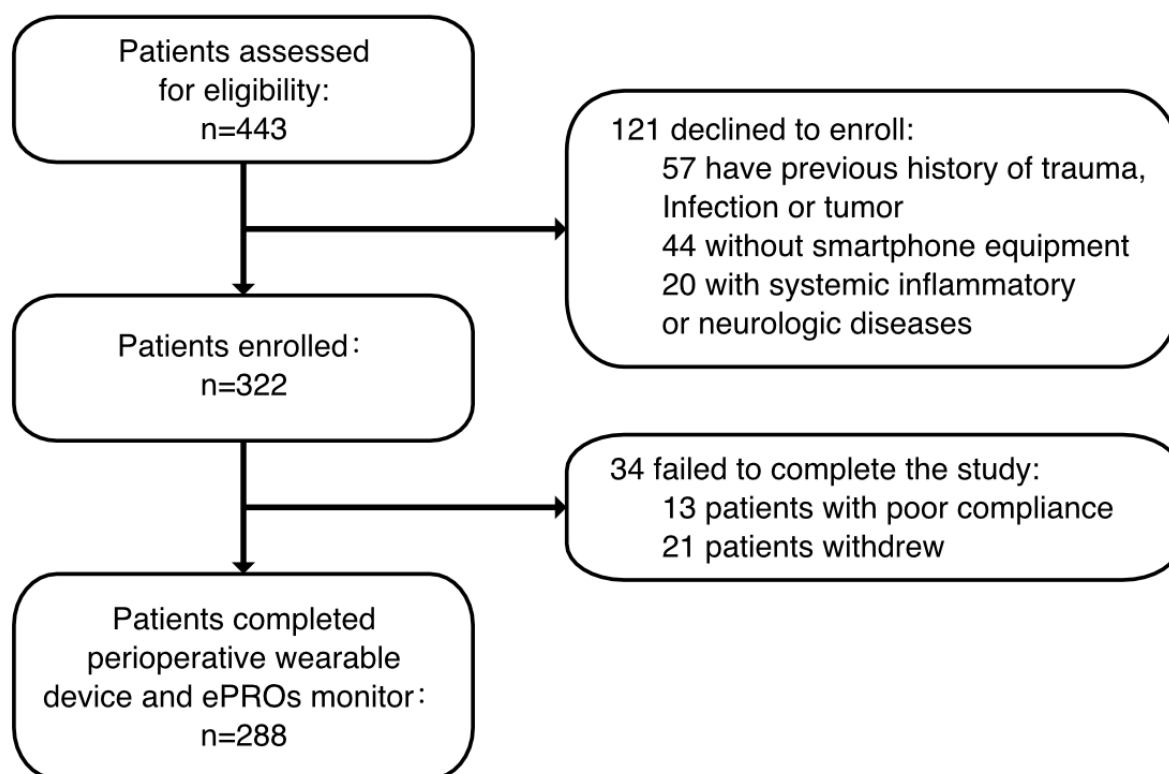 Patients assessed
for eligibility:
n=443
121 declined to enroll:
57 have previous history of trauma,
Infection or tumor
44 without smartphone equipment
20 with systemic inflammatory
or neurologic diseases
Patients enrolled：
n=322
34 failed to complete the study:
13 patients with poor compliance
21 patients withdrew
Patients completed
perioperative wearable
device and ePROs monitor：
n=288